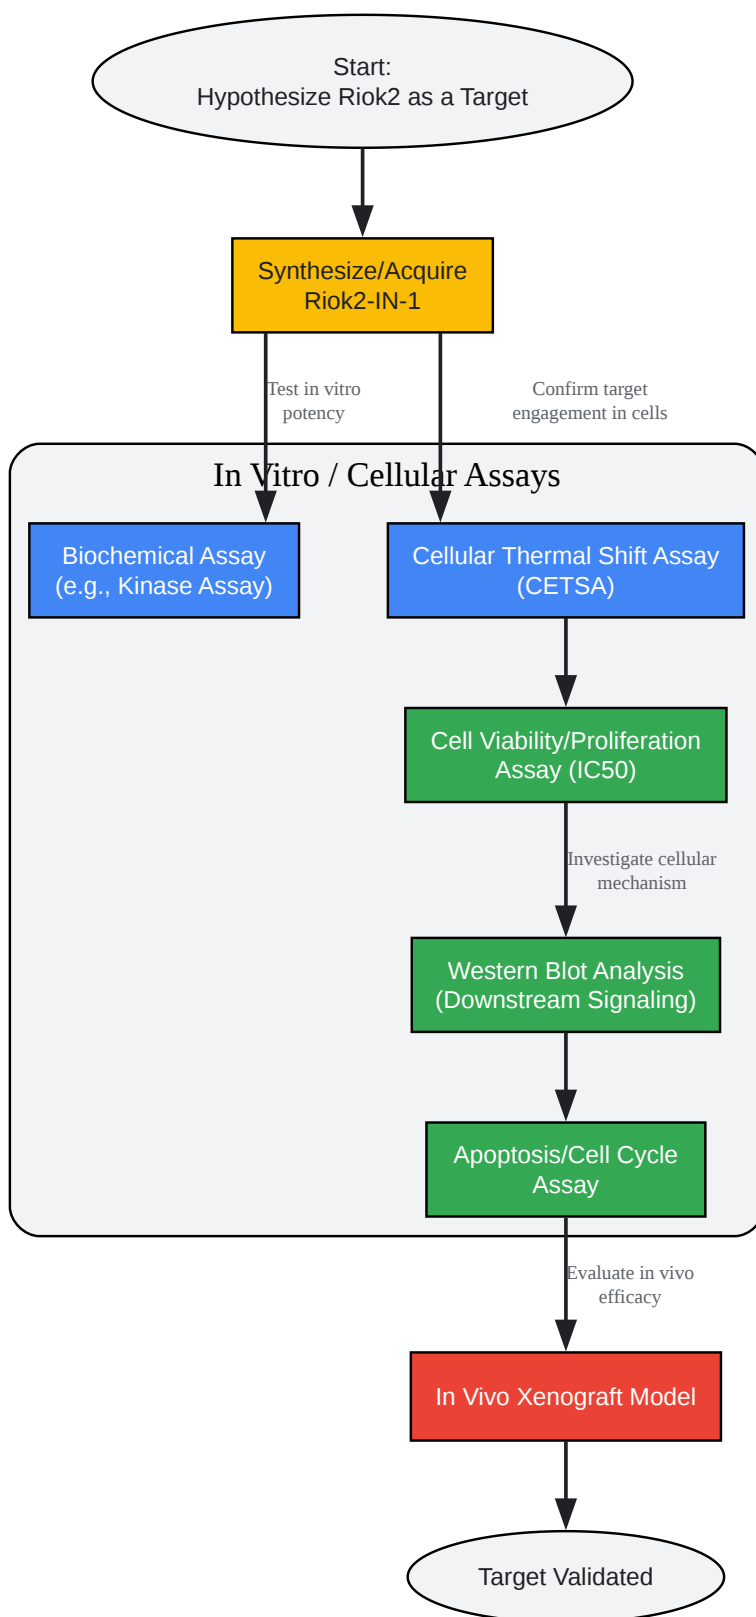 Start:
Hypothesize Riok2 as a Target
Synthesize/Acquire
Riok2-IN-1
Test in vitro
potency
Confirm target
engagement in cells
In Vitro / Cellular Assays
Biochemical Assay
(e.g., Kinase Assay)
Cellular Thermal Shift Assay
(CETSA)
Cell Viability/Proliferation
Assay (IC50)
Investigate cellular
mechanism
Western Blot Analysis
(Downstream Signaling)
Apoptosis/Cell Cycle
Assay
Evaluate in vivo
efficacy
In Vivo Xenograft Model
Target Validated